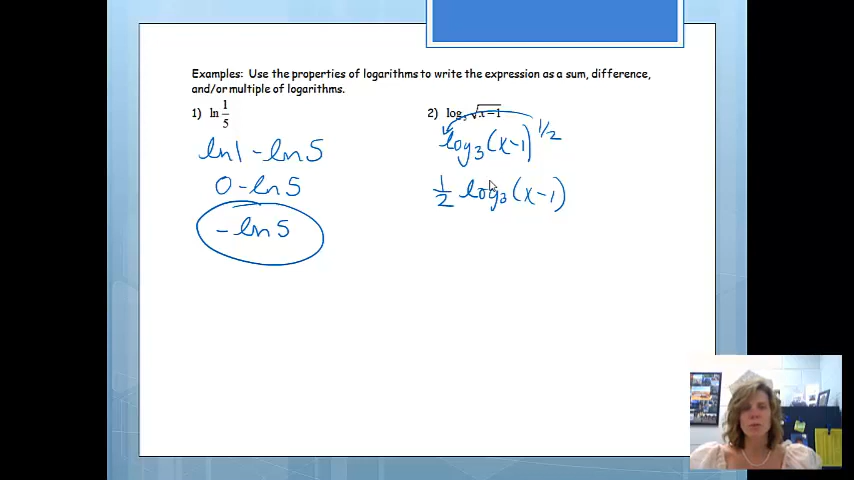 Examples: Use the properties of logarithms to write the expression as a sum, difference,
and/or multiple of logarithms.
1) ln 1/5
ln1 - ln5
0 - ln5
- ln5
2) log₃ √x-1
log₃(x-1)^1/2
1/2 log₃(x-1)